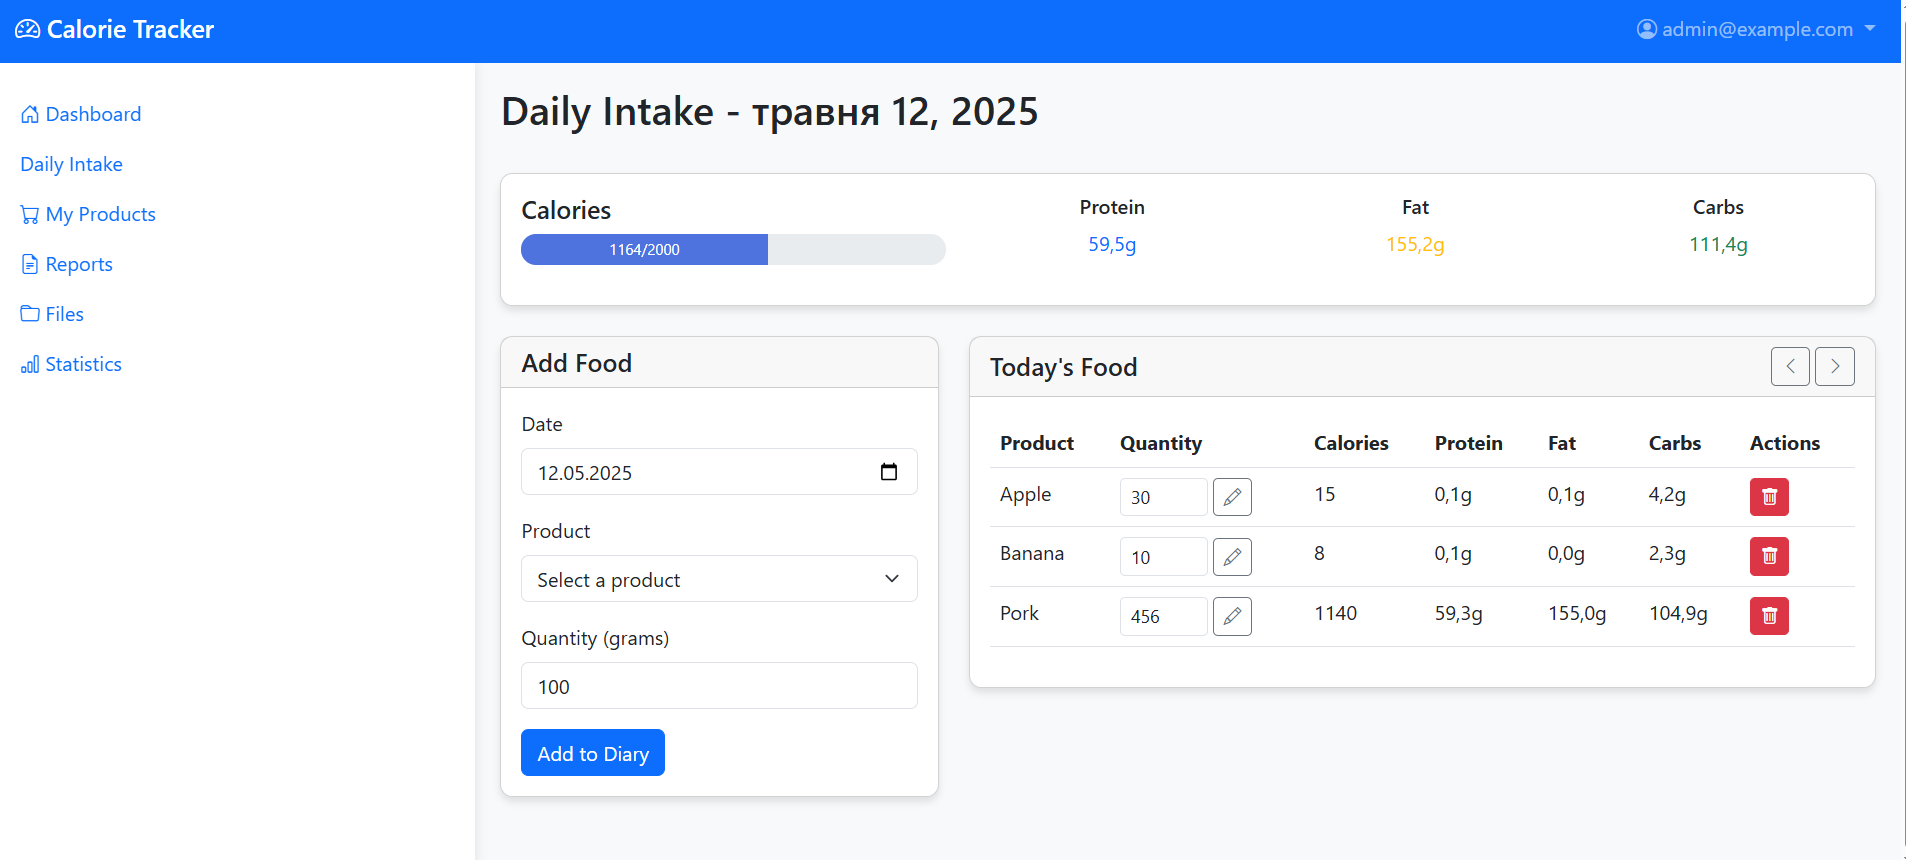 Calorie Tracker
admin@example.com
Dashboard
Daily Intake
My Products
Reports
Files
Statistics
Daily Intake - травня 12, 2025
Calories
1164/2000
Protein
59,5g
Fat
155,2g
Carbs
111,4g
Add Food
Date
12.05.2025
Product
Select a product
Quantity (grams)
100
Add to Diary
Today's Food
Product Quantity Calories Protein Fat Carbs Actions
Apple 30 15 0,1g 0,1g 4,2g
Banana 10 8 0,1g 0,0g 2,3g
Pork 456 1140 59,3g 155,0g 104,9g